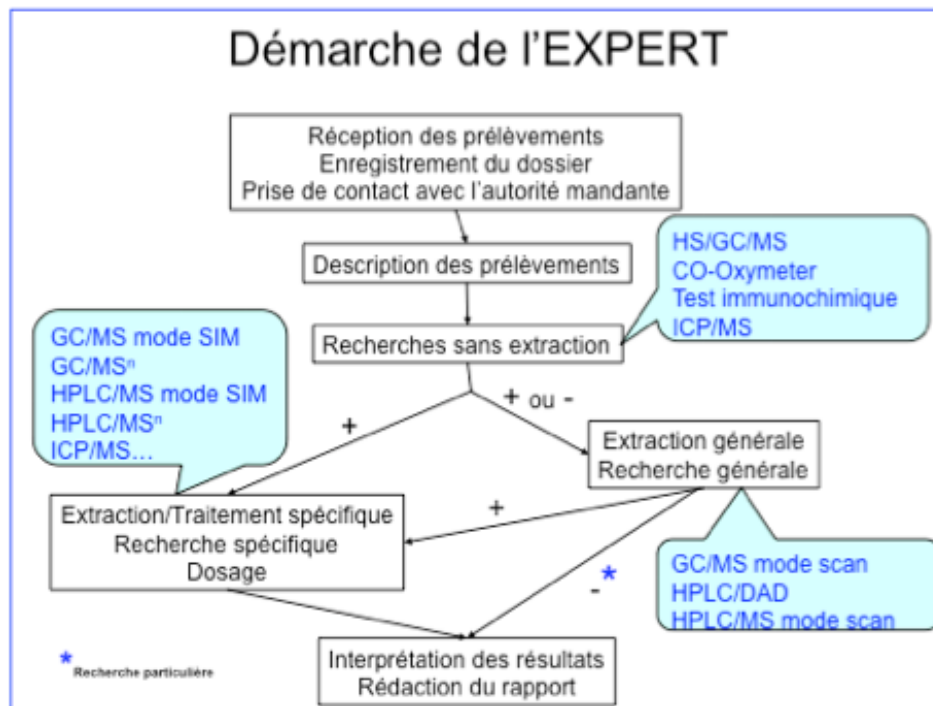 Démarche de l'EXPERT
Réception des prélèvements
Enregistrement du dossier
Prise de contact avec l'autorité mandante
HS/GC/MS
CO-Oxymeter
Test immunochimique
ICP/MS
Description des prélèvements
GC/MS mode SIM
GC/MSⁿ
HPLC/MS mode SIM
HPLC/MSⁿ
ICP/MS...
Recherches sans extraction
+
+ ou -
Extraction générale
Recherche générale
Extraction/Traitement spécifique
Recherche spécifique
Dosage
+
- *
GC/MS mode scan
HPLC/DAD
HPLC/MS mode scan
Interprétation des résultats
Rédaction du rapport
* Recherche particulière